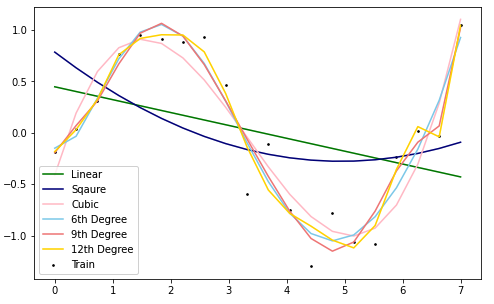 1.0
0.5
0.0
−0.5
−1.0
Linear
Sqaure
Cubic
6th Degree
9th Degree
12th Degree
Train
0 1 2 3 4 5 6 7